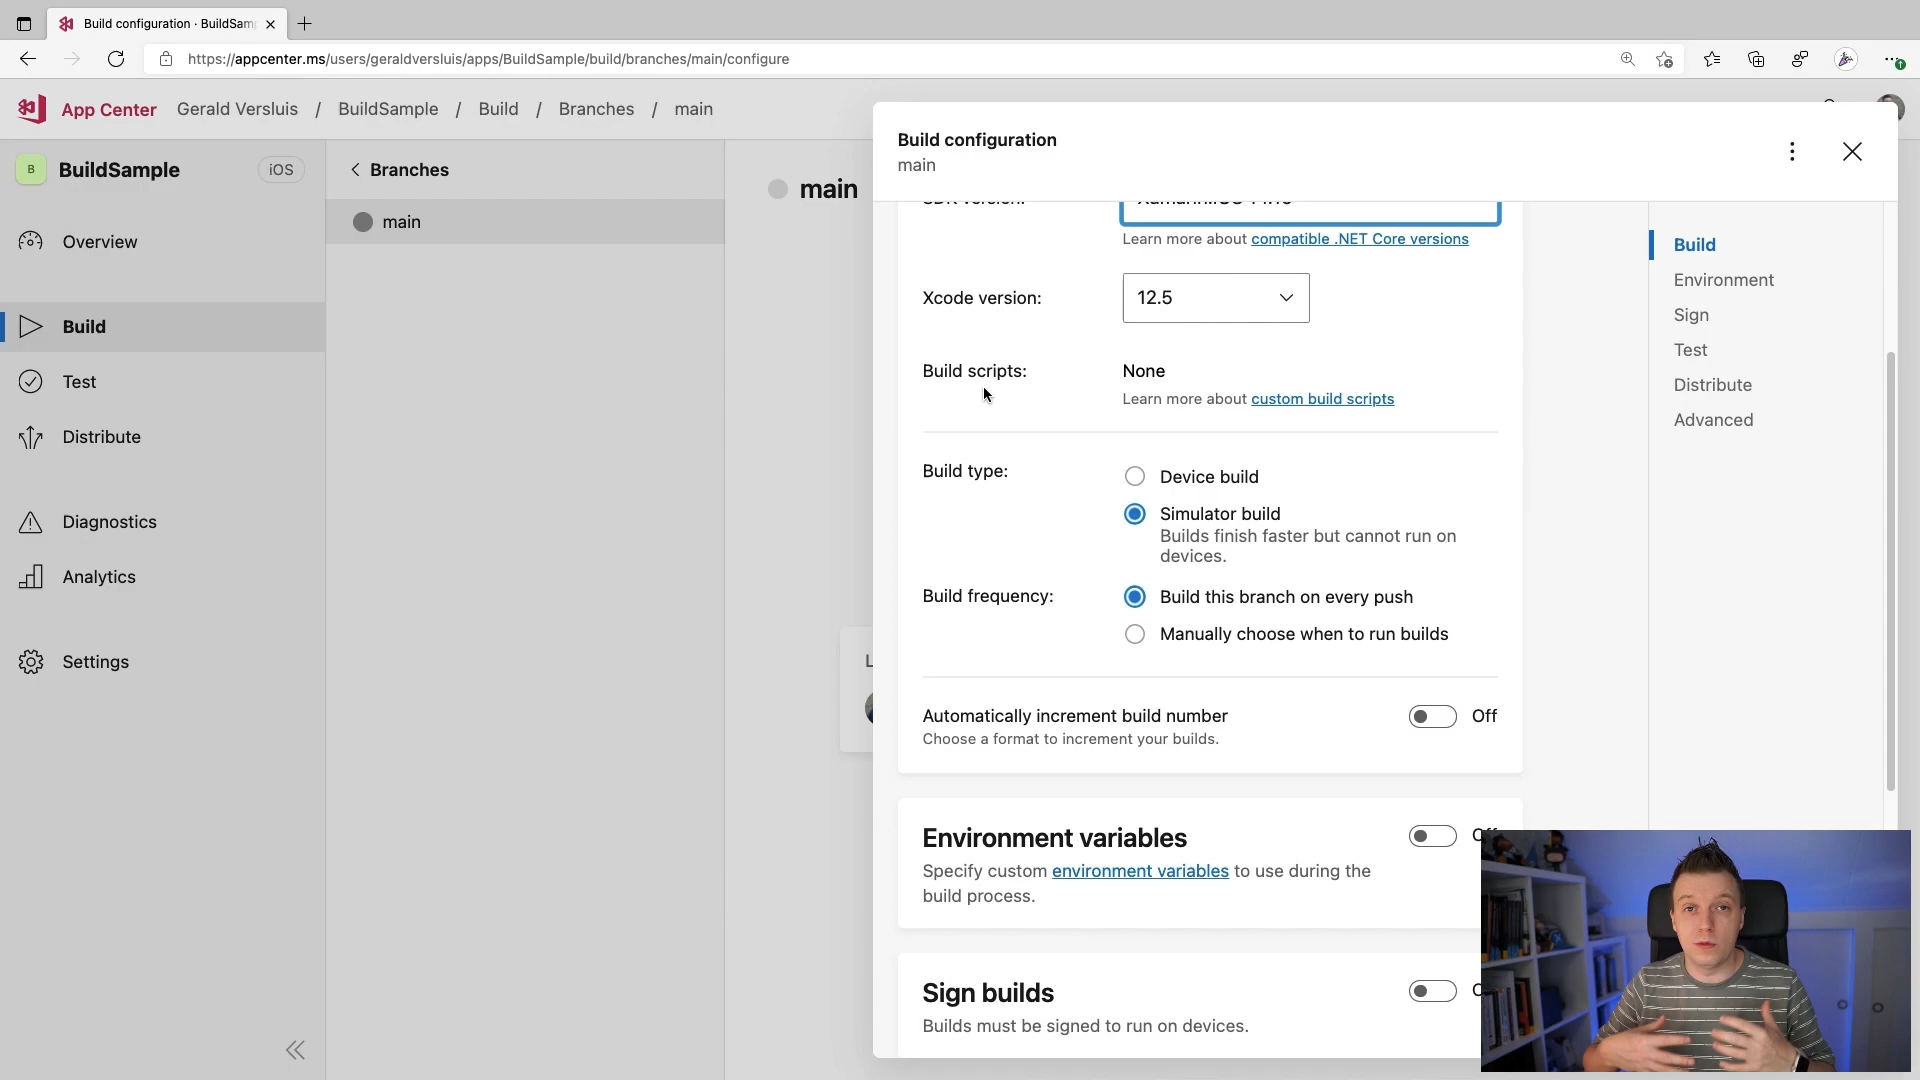 Build configuration · BuildSam
https://appcenter.ms/users/geraldversluis/apps/BuildSample/build/branches/main/configure
App Center
Gerald Versluis / BuildSample / Build / Branches / main
B
BuildSample
iOS
Overview
Build
Test
Distribute
Diagnostics
Analytics
Settings
Branches
main
main
L
Build configuration
main
Learn more about compatible .NET Core versions
Xcode version:
12.5
Build scripts:
None
Learn more about custom build scripts
Build type:
Device build
Simulator build
Builds finish faster but cannot run on
devices.
Build frequency:
Build this branch on every push
Manually choose when to run builds
Automatically increment build number
Off
Choose a format to increment your builds.
Environment variables
Specify custom environment variables to use during the
build process.
Sign builds
Builds must be signed to run on devices.
Build
Environment
Sign
Test
Distribute
Advanced